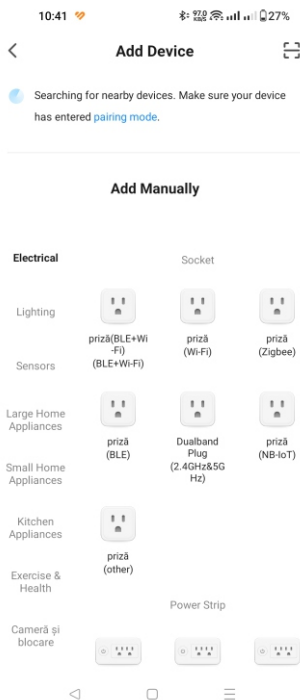 10:41
97.0
KB/S
27%
Add Device
Searching for nearby devices. Make sure your device
has entered pairing mode.
Add Manually
Electrical
Lighting
Sensors
Large Home
Appliances
Small Home
Appliances
Kitchen
Appliances
Exercise &
Health
Cameră și
blocare
Socket
priză(BLE+Wi
-Fi)
(BLE+Wi-Fi)
priză
(Wi-Fi)
priză
(Zigbee)
priză
(BLE)
Dualband
Plug
(2.4GHz&5G
Hz)
priză
(NB-IoT)
priză
(other)
Power Strip